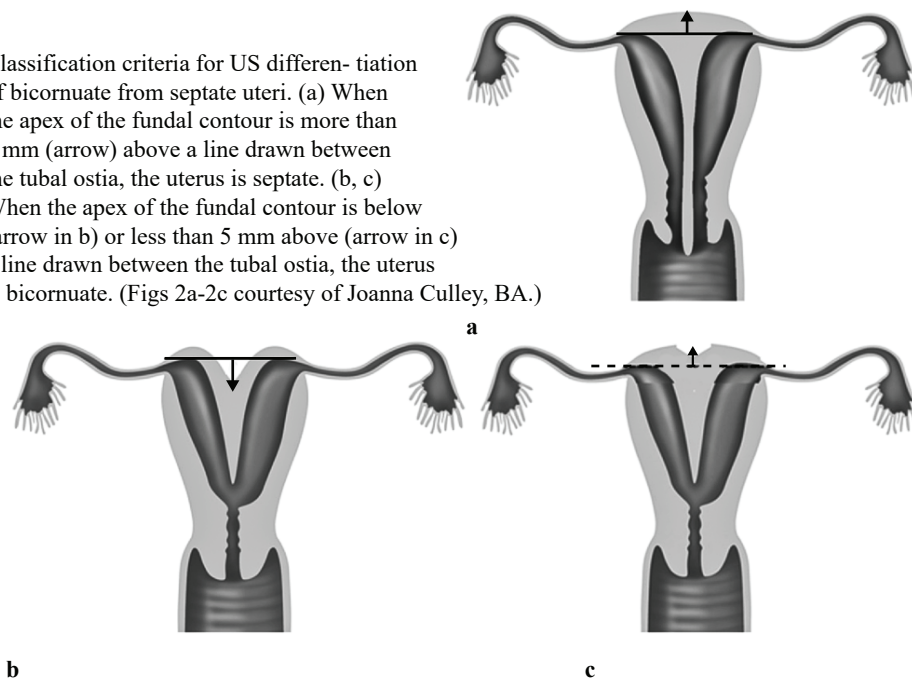 lassification criteria for US differen- tiation
f bicornuate from septate uteri. (a) When
he apex of the fundal contour is more than
mm (arrow) above a line drawn between
he tubal ostia, the uterus is septate. (b, c)
When the apex of the fundal contour is below
arrow in b) or less than 5 mm above (arrow in c)
line drawn between the tubal ostia, the uterus
bicornuate. (Figs 2a-2c courtesy of Joanna Culley, BA.)
a
b
c